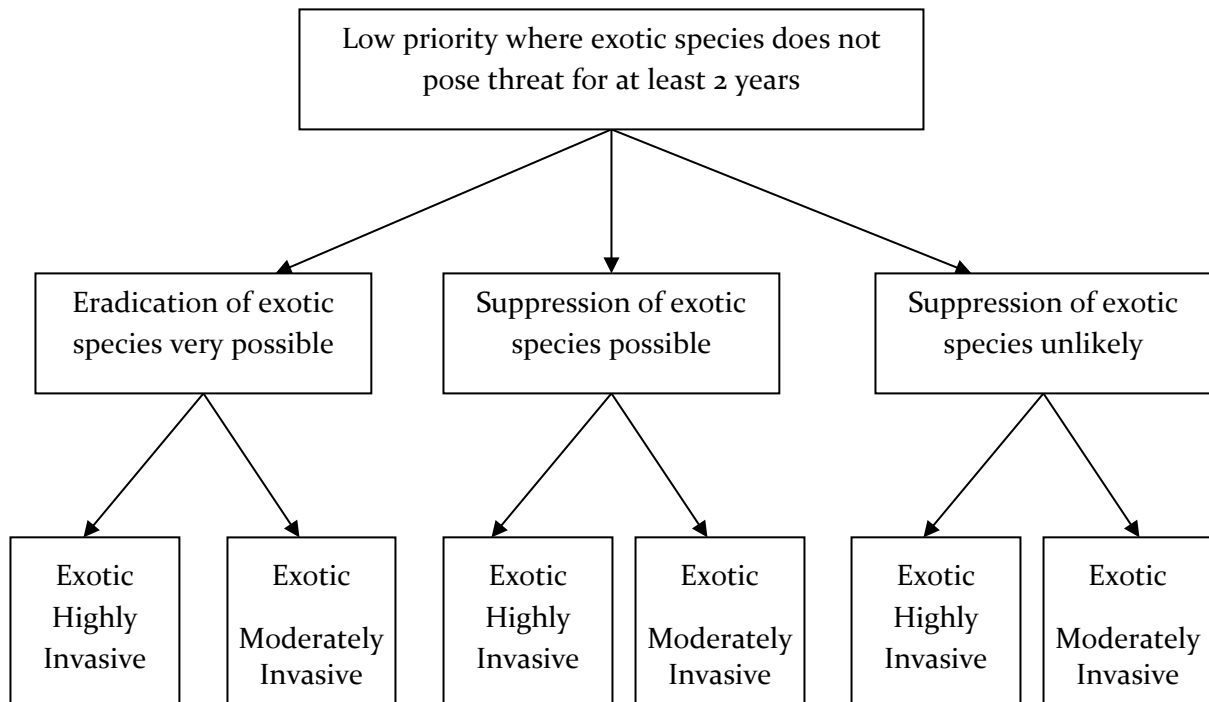 Low priority where exotic species does not
pose threat for at least 2 years
Eradication of exotic
species very possible
Suppression of exotic
species possible
Suppression of exotic
species unlikely
Exotic
Highly
Invasive
Exotic
Moderately
Invasive
Exotic
Highly
Invasive
Exotic
Moderately
Invasive
Exotic
Highly
Invasive
Exotic
Moderately
Invasive